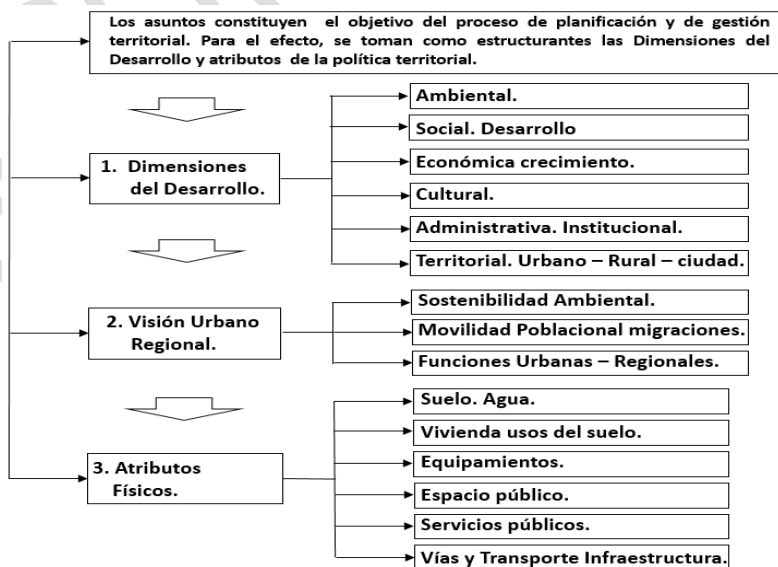 Los asuntos constituyen el objetivo del proceso de planificación y de gestión
territorial. Para el efecto, se toman como estructurantes las Dimensiones del
Desarrollo y atributos de la política territorial.
1. Dimensiones
del Desarrollo.
Ambiental.
Social. Desarrollo
Económica crecimiento.
Cultural.
Administrativa. Institucional.
Territorial. Urbano – Rural – ciudad.
2. Visión Urbano
Regional.
Sostenibilidad Ambiental.
Movilidad Poblacional migraciones.
Funciones Urbanas – Regionales.
3. Atributos
Físicos.
Suelo. Agua.
Vivienda usos del suelo.
Equipamientos.
Espacio público.
Servicios públicos.
Vías y Transporte Infraestructura.